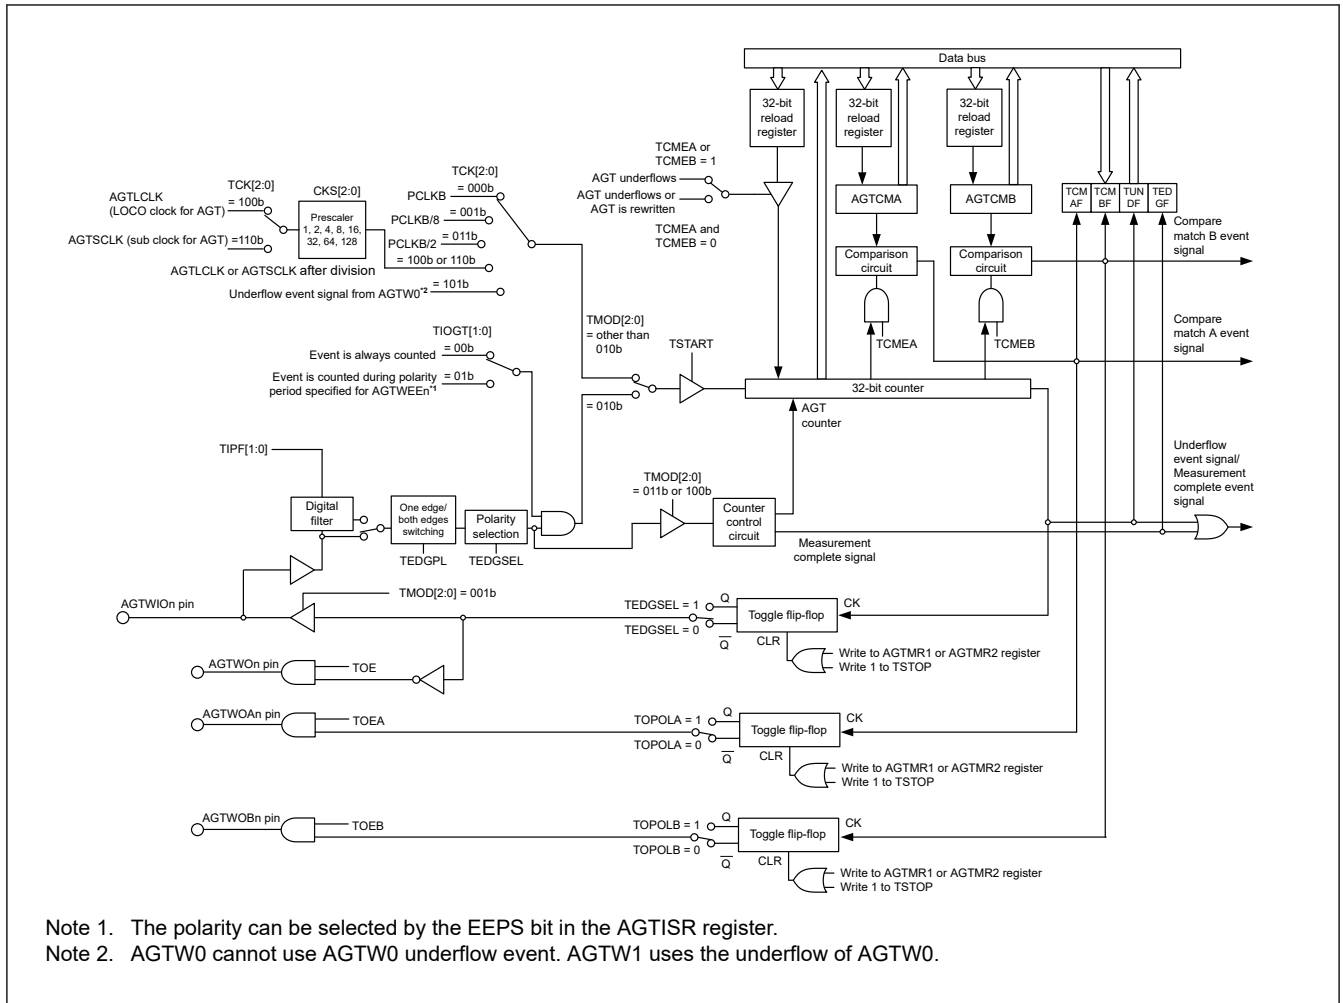 Data bus
32-bit
reload
register
32-bit
reload
register
32-bit
reload
register
TCMEA or
TCMEB = 1
AGT underflows
AGT underflows or
AGT is rewritten
TCMEA and
TCMEB = 0
AGTCMA
AGTCMB
TCM
AF
TCM
BF
TUN
DF
TED
GF
Compare
match B event
signal
Comparison
circuit
Comparison
circuit
TCMEA
TCMEB
Compare
match A event
signal
TCK[2:0]
AGTLCLK
(LOCO clock for AGT)
= 100b
AGTSCLK (sub clock for AGT)
=110b
CKS[2:0]
Prescaler
1, 2, 4, 8, 16,
32, 64, 128
AGTLCLK or AGTSCLK after division
TCK[2:0]
PCLKB
= 000b
PCLKB/8
= 001b
PCLKB/2
= 011b
= 100b or 110b
Underflow event signal from AGTW0*2
= 101b
TIOGT[1:0]
Event is always counted
= 00b
Event is counted during polarity
period specified for AGTWEEn*1
= 01b
TMOD[2:0]
= other than
010b
= 010b
TSTART
32-bit counter
AGT
counter
TIPF[1:0]
Digital
filter
One edge/
both edges
switching
TEDGPL
Polarity
selection
TEDGSEL
TMOD[2:0]
= 011b or 100b
Counter
control
circuit
Measurement
complete signal
Underflow
event signal/
Measurement
complete event
signal
AGTWIOn pin
TMOD[2:0] = 001b
TEDGSEL = 1
TEDGSEL = 0
Q
Q
Toggle flip-flop
CK
CLR
Write to AGTMR1 or AGTMR2 register
Write 1 to TSTOP
AGTWOn pin
TOE
AGTWOAn pin
TOEA
TOPOLA = 1
TOPOLA = 0
Q
Q
Toggle flip-flop
CK
CLR
Write to AGTMR1 or AGTMR2 register
Write 1 to TSTOP
AGTWOBn pin
TOEB
TOPOLB = 1
TOPOLB = 0
Q
Q
Toggle flip-flop
CK
CLR
Write to AGTMR1 or AGTMR2 register
Write 1 to TSTOP
Note 1. The polarity can be selected by the EEPS bit in the AGTISR register.
Note 2. AGTW0 cannot use AGTW0 underflow event. AGTW1 uses the underflow of AGTW0.